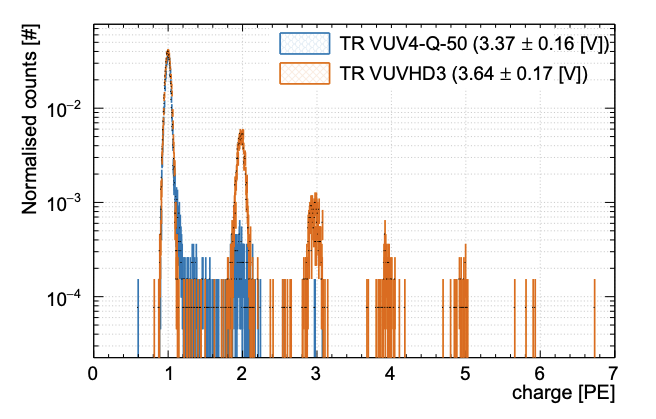 Normalised counts [#]
TR VUV4-Q-50 (3.37 ± 0.16 [V])
TR VUVHD3 (3.64 ± 0.17 [V])
10⁻²
10⁻³
10⁻⁴
0 1 2 3 4 5 6 7
charge [PE]